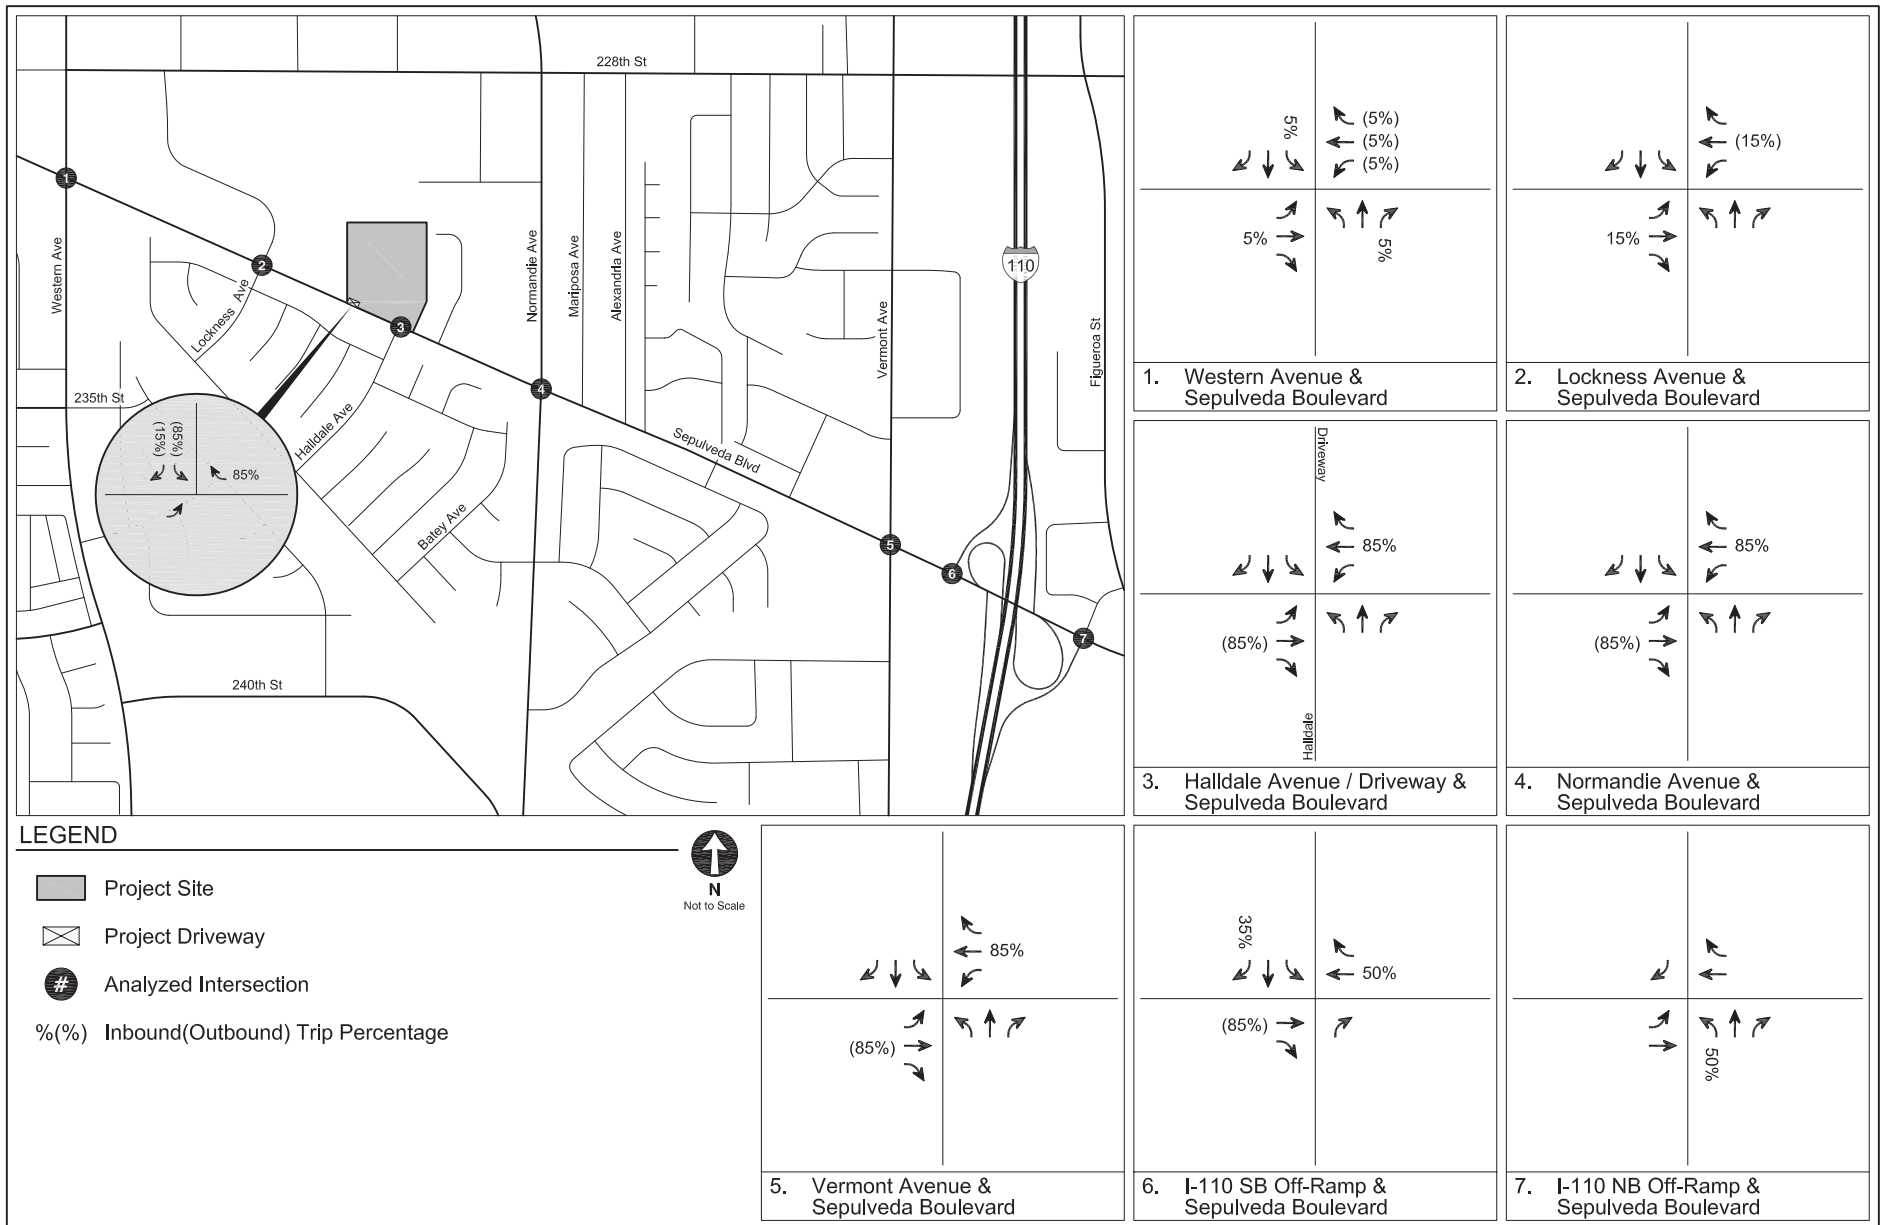 228th St
Western Ave
Lockness Ave
Normandie Ave
Mariposa Ave
Alexandria Ave
Vermont Ave
110
Figueroa St
235th St
Halldale Ave
Batey Ave
Sepulveda Blvd
240th St
1
2
3
4
5
6
7
(15%)
(85%)
85%
5%
(5%)
(5%)
(5%)
5%
5%
1. Western Avenue &
Sepulveda Boulevard
(15%)
15%
2. Lockness Avenue &
Sepulveda Boulevard
Driveway
85%
(85%)
Halldale
3. Halldale Avenue / Driveway &
Sepulveda Boulevard
85%
(85%)
4. Normandie Avenue &
Sepulveda Boulevard
LEGEND
Project Site
Project Driveway
# Analyzed Intersection
%(%) Inbound(Outbound) Trip Percentage
N
Not to Scale
85%
(85%)
5. Vermont Avenue &
Sepulveda Boulevard
35%
50%
(85%)
6. I-110 SB Off-Ramp &
Sepulveda Boulevard
50%
7. I-110 NB Off-Ramp &
Sepulveda Boulevard